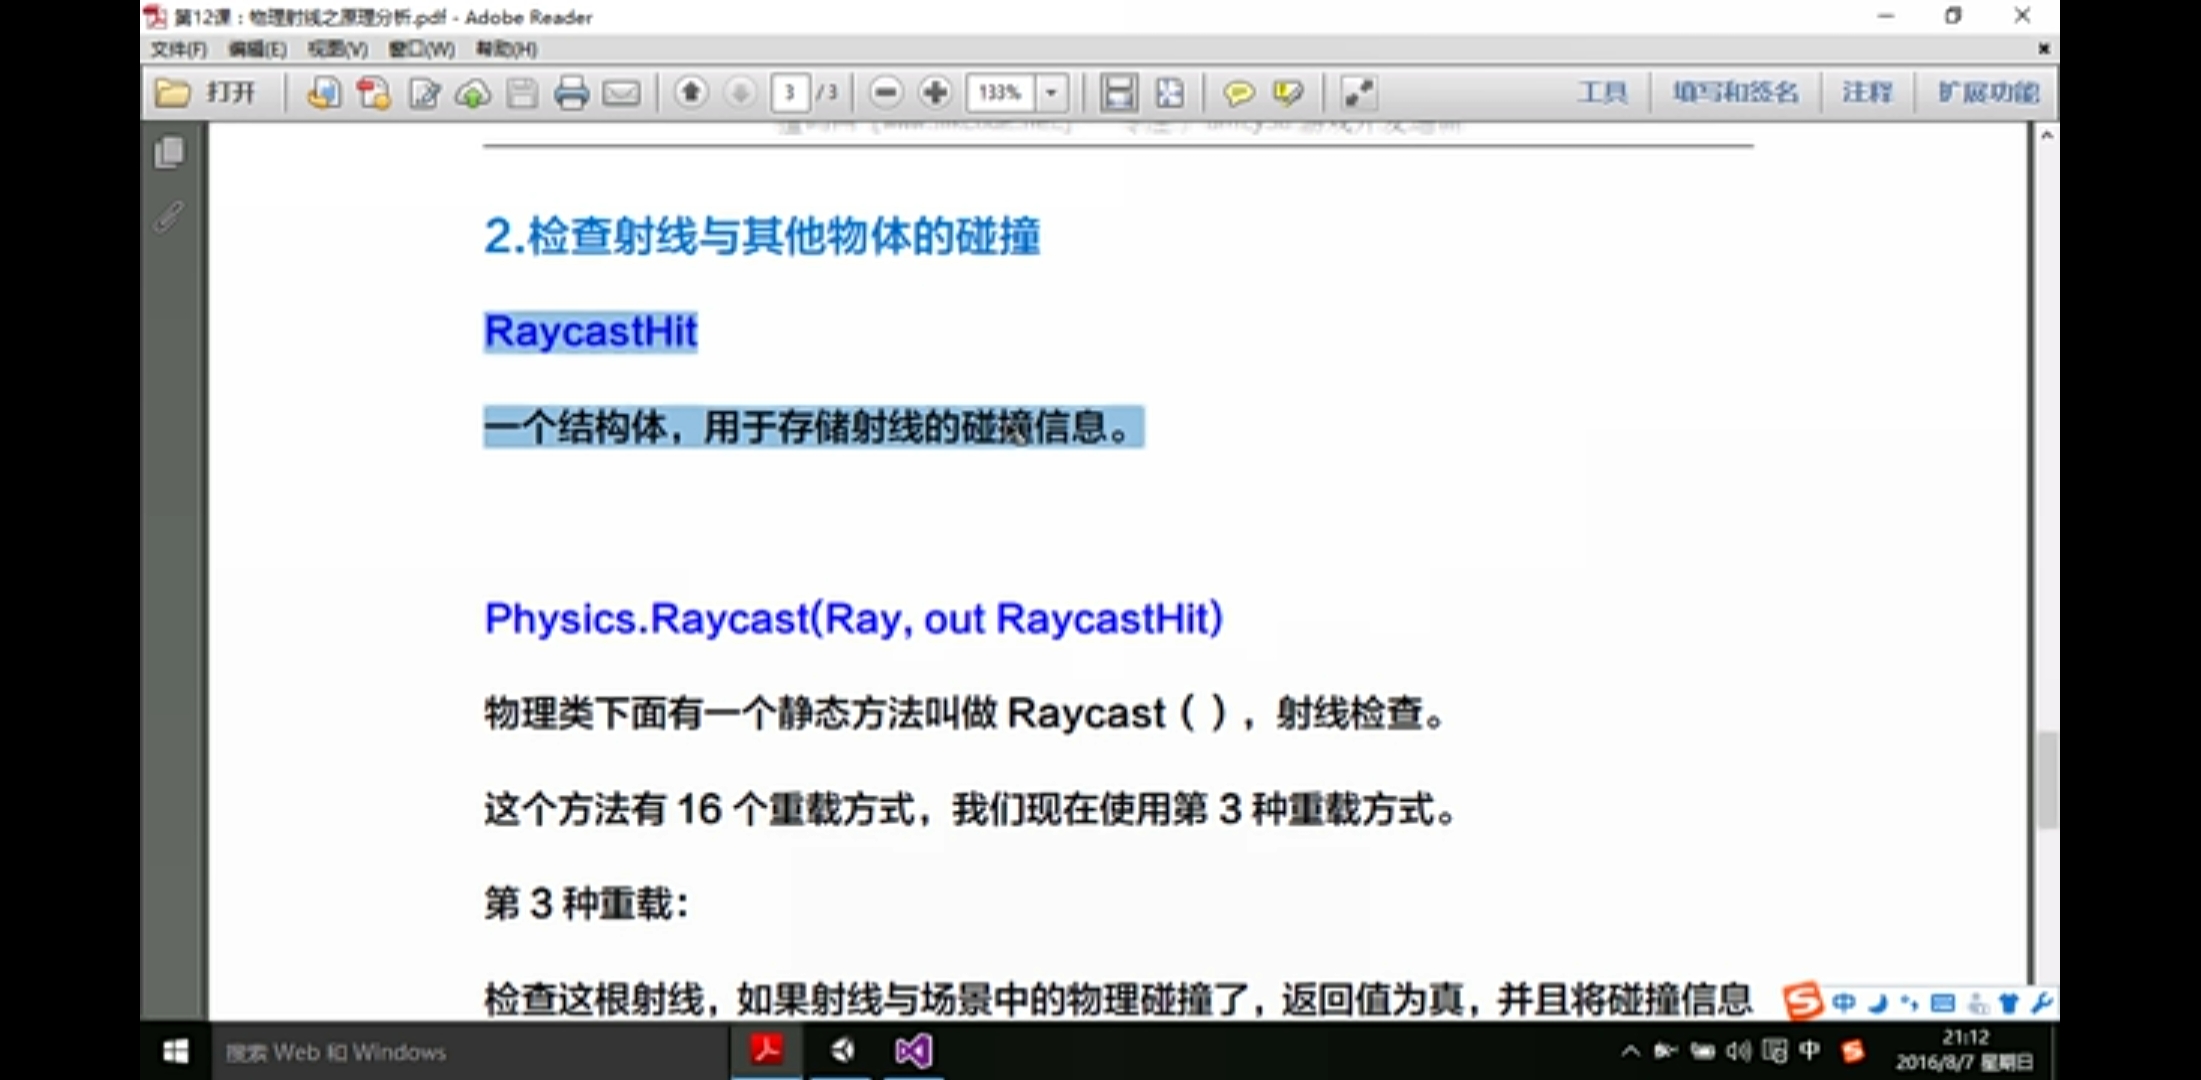 第12课：物理射线之原理分析.pdf - Adobe Reader
文件(F) 编辑(E) 视图(V) 窗口(W) 帮助(H)
打开 3 / 3 133% 工具 填写和签名 注释 扩展功能
2.检查射线与其他物体的碰撞
RaycastHit
一个结构体，用于存储射线的碰撞信息。
Physics.Raycast(Ray, out RaycastHit)
物理类下面有一个静态方法叫做 Raycast（），射线检查。
这个方法有 16 个重载方式，我们现在使用第 3 种重载方式。
第 3 种重载：
检查这根射线，如果射线与场景中的物理碰撞了，返回值为真，并且将碰撞信息
中
搜索 Web 和 Windows
中
21:12
2016/8/7 星期日